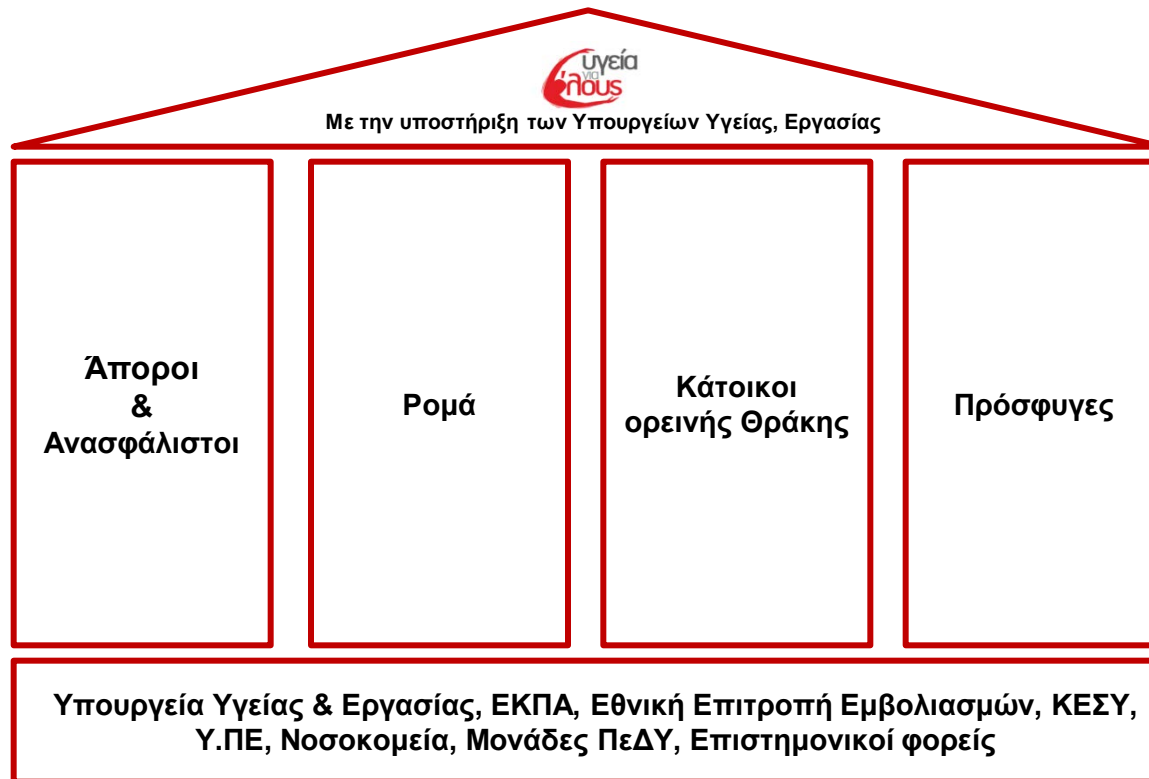 υγεία
για
όλους
Με την υποστήριξη των Υπουργείων Υγείας, Εργασίας
Άποροι
&
Ανασφάλιστοι
Ρομά
Κάτοικοι
ορεινής Θράκης
Πρόσφυγες
Υπουργεία Υγείας & Εργασίας, ΕΚΠΑ, Εθνική Επιτροπή Εμβολιασμών, ΚΕΣΥ,
Υ.ΠΕ, Νοσοκομεία, Μονάδες ΠεΔΥ, Επιστημονικοί φορείς